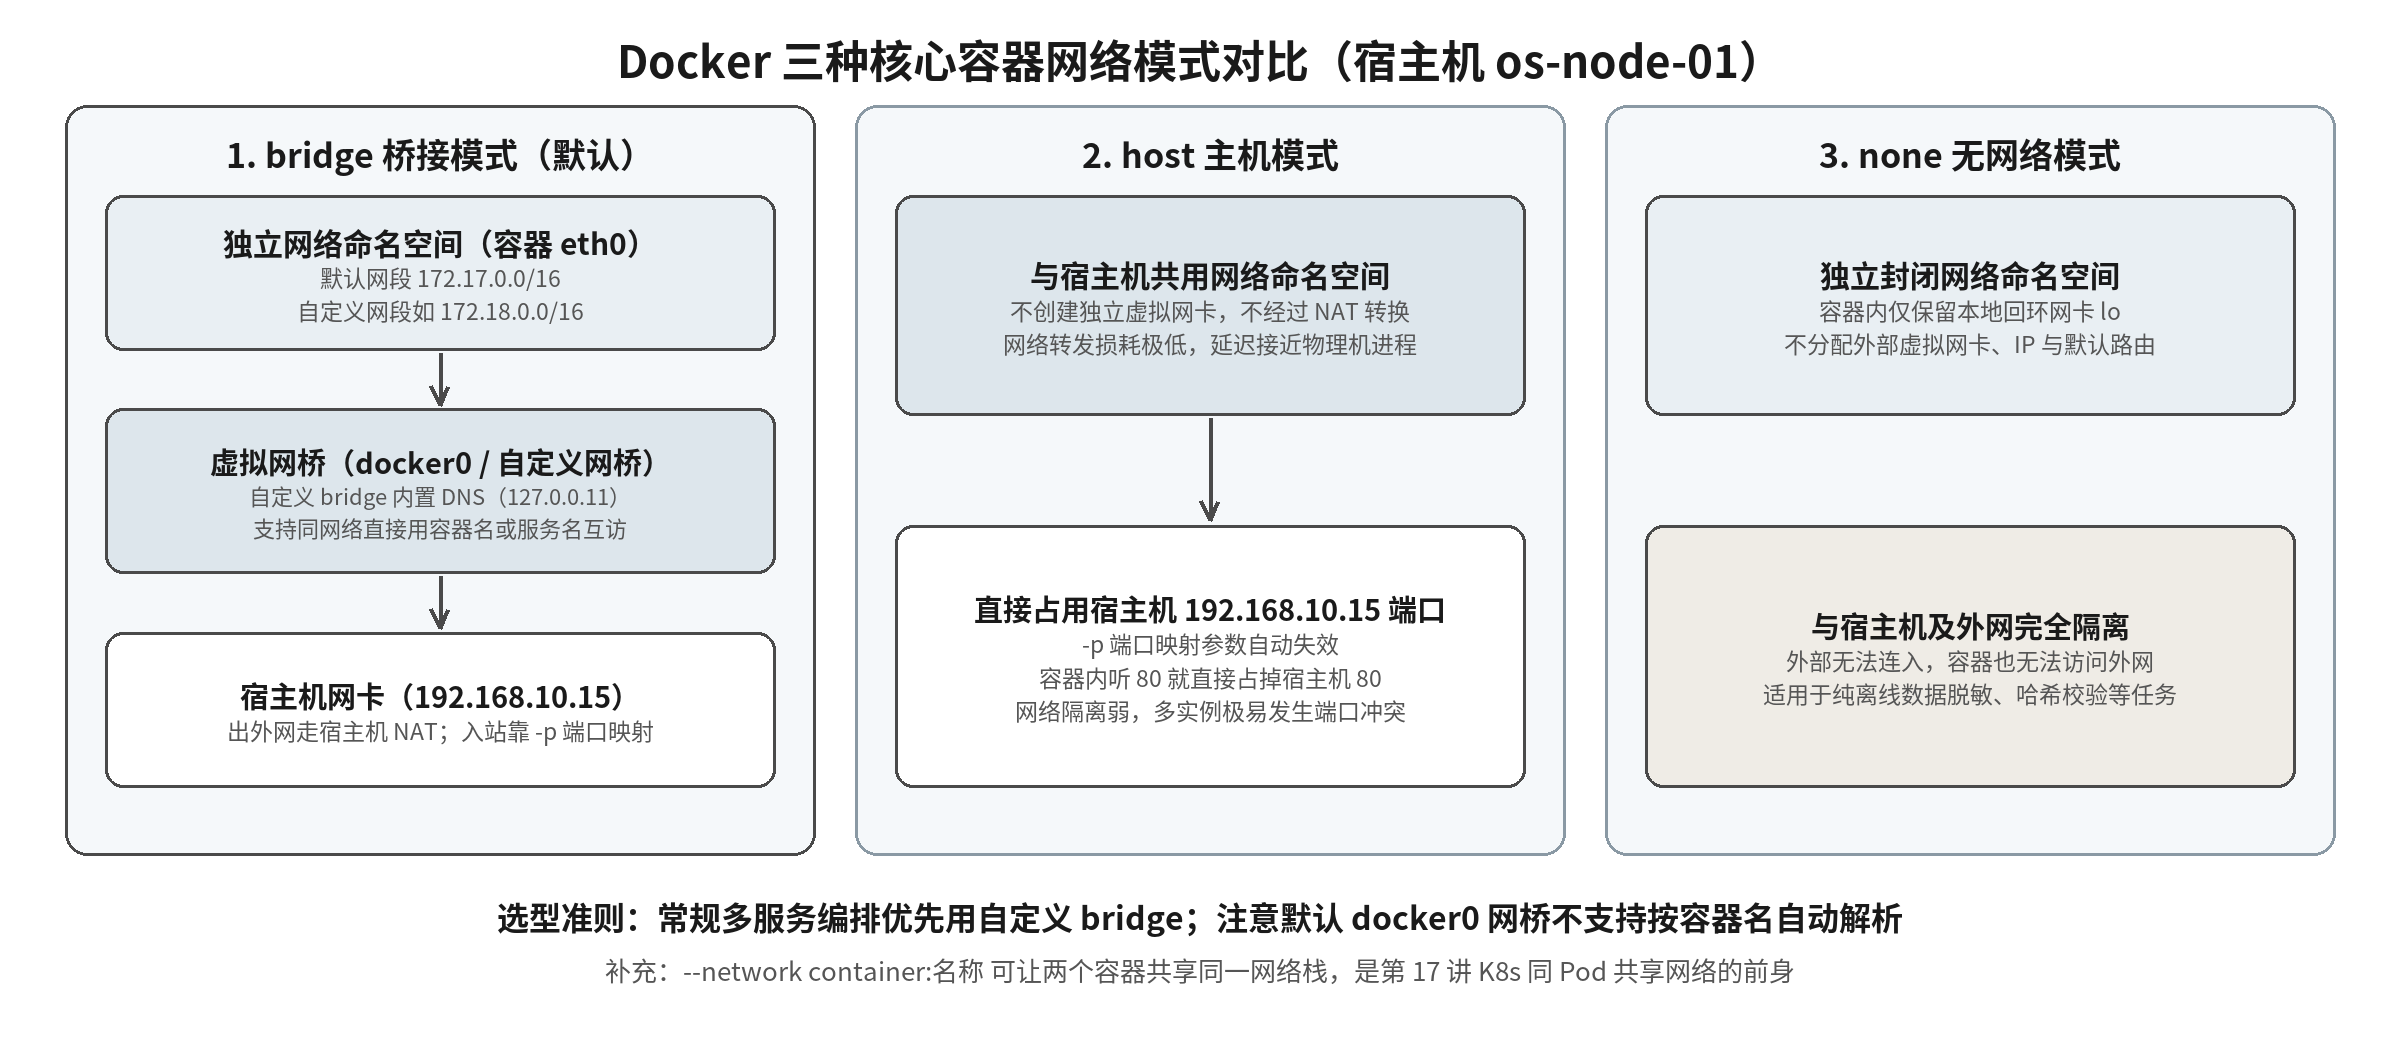 Docker 三种核心容器网络模式对比（宿主机 os-node-01）
1. bridge 桥接模式（默认）
独立网络命名空间（容器 eth0）
默认网段 172.17.0.0/16
自定义网段如 172.18.0.0/16
虚拟网桥（docker0 / 自定义网桥）
自定义 bridge 内置 DNS（127.0.0.11）
支持同网络直接用容器名或服务名互访
宿主机网卡（192.168.10.15）
出外网走宿主机 NAT；入站靠 -p 端口映射
2. host 主机模式
与宿主机共用网络命名空间
不创建独立虚拟网卡，不经过 NAT 转换
网络转发损耗极低，延迟接近物理机进程
直接占用宿主机 192.168.10.15 端口
-p 端口映射参数自动失效
容器内听 80 就直接占掉宿主机 80
网络隔离弱，多实例极易发生端口冲突
3. none 无网络模式
独立封闭网络命名空间
容器内仅保留本地回环网卡 lo
不分配外部虚拟网卡、IP 与默认路由
与宿主机及外网完全隔离
外部无法连入，容器也无法访问外网
适用于纯离线数据脱敏、哈希校验等任务
选型准则：常规多服务编排优先用自定义 bridge；注意默认 docker0 网桥不支持按容器名自动解析
补充：--network container:名称 可让两个容器共享同一网络栈，是第 17 讲 K8s 同 Pod 共享网络的前身